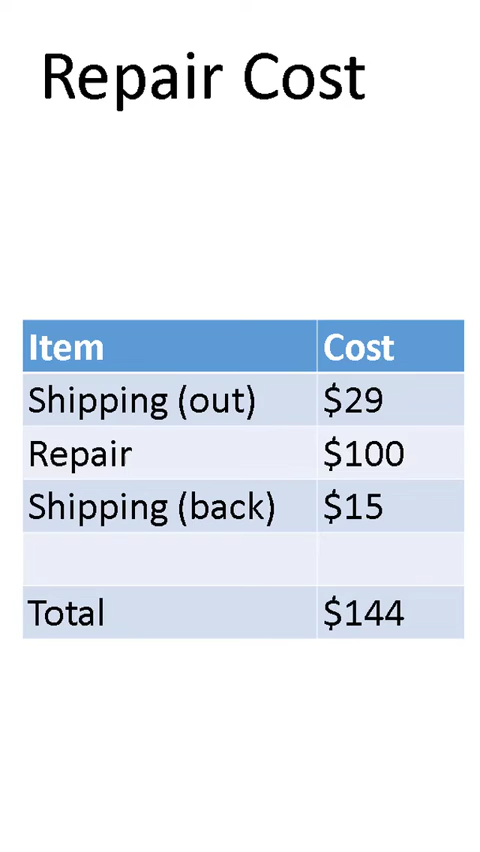 Repair Cost
Item Cost
Shipping (out) $29
Repair $100
Shipping (back) $15
Total $144